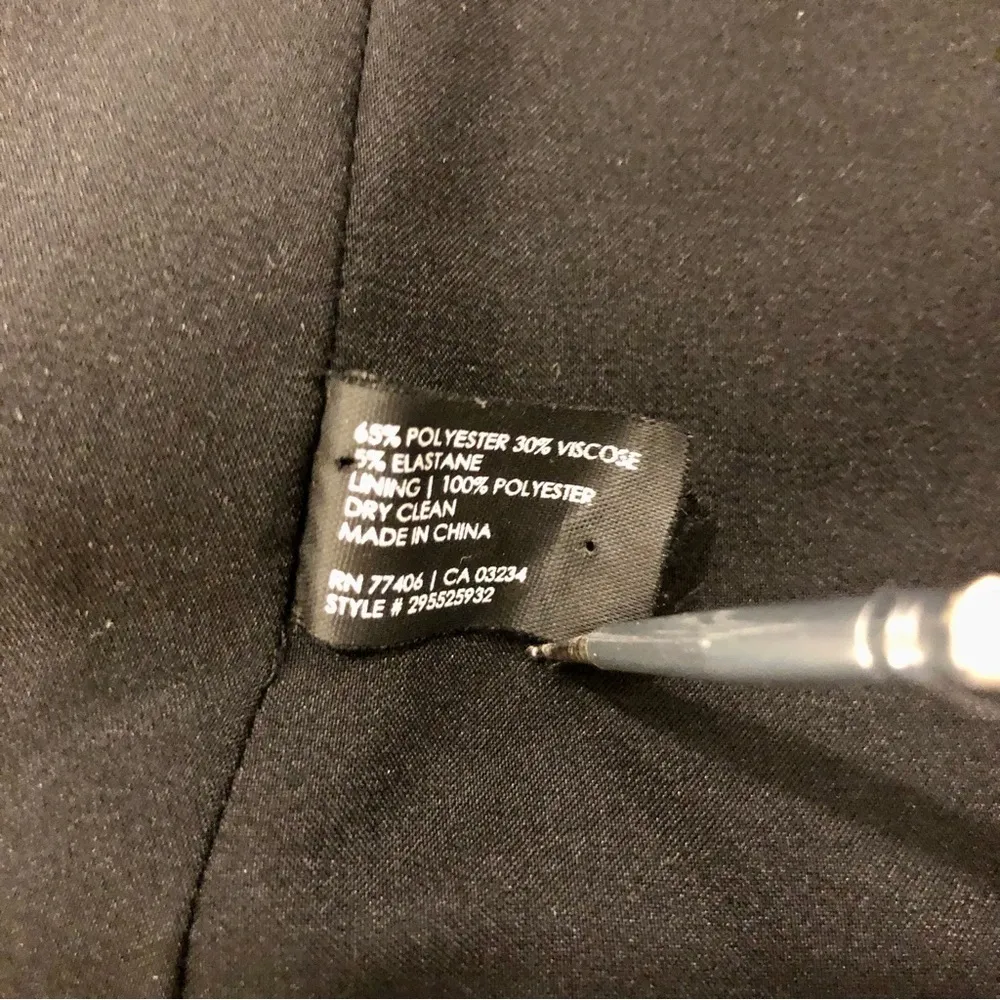 65% POLYESTER 30% VISCOSE
5% ELASTANE
LINING | 100% POLYESTER
DRY CLEAN
MADE IN CHINA
RN 77406 | CA 03234
STYLE # 295525932